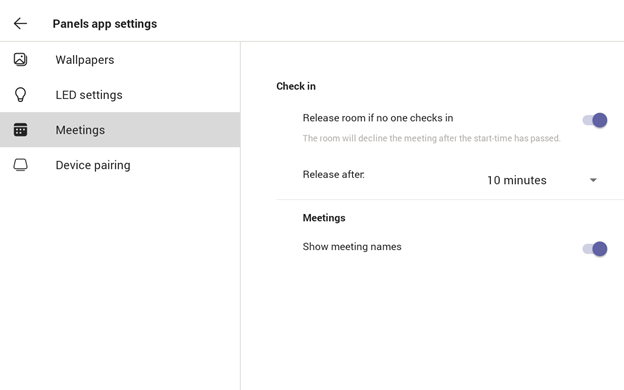 Panels app settings
Wallpapers
LED settings
Meetings
Device pairing
Check in
Release room if no one checks in
The room will decline the meeting after the start-time has passed.
Release after:
10 minutes
Meetings
Show meeting names